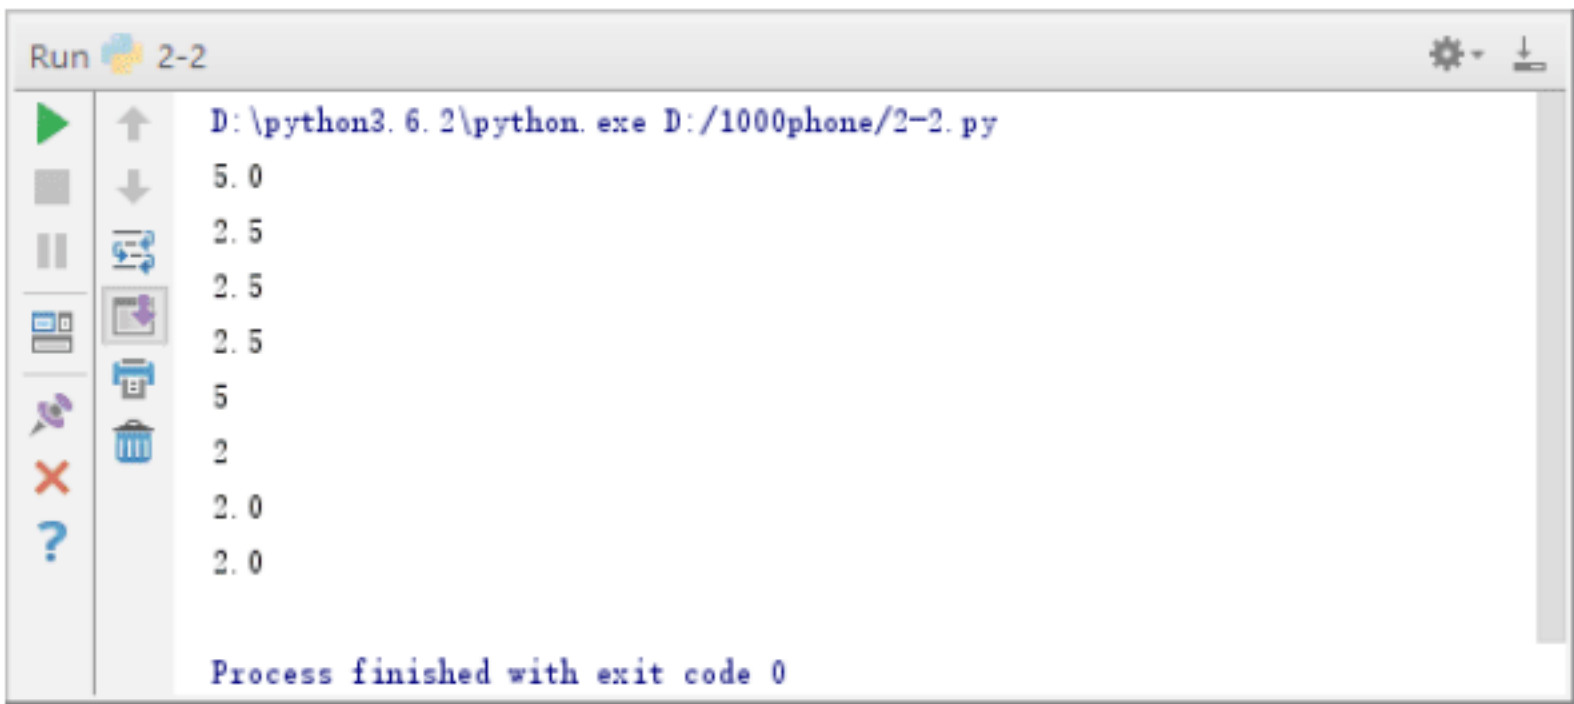 Run 2-2
D:\python3.6.2\python.exe D:/1000phone/2-2.py
5.0
2.5
2.5
2.5
5
2
2.0
2.0
Process finished with exit code 0